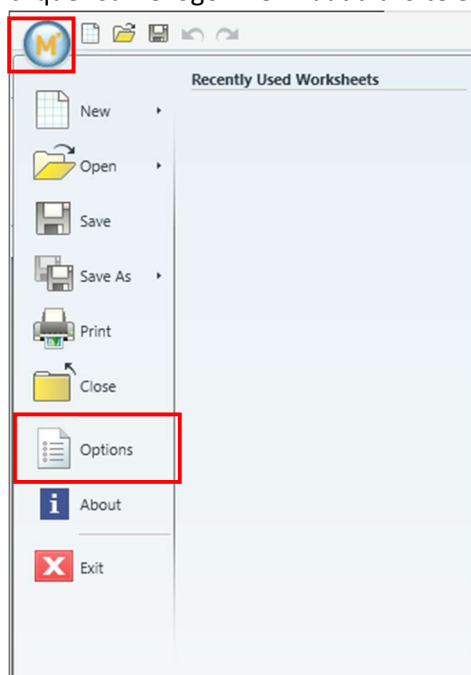 M
Recently Used Worksheets
New
Open
Save
Save As
Print
Close
Options
i About
Exit